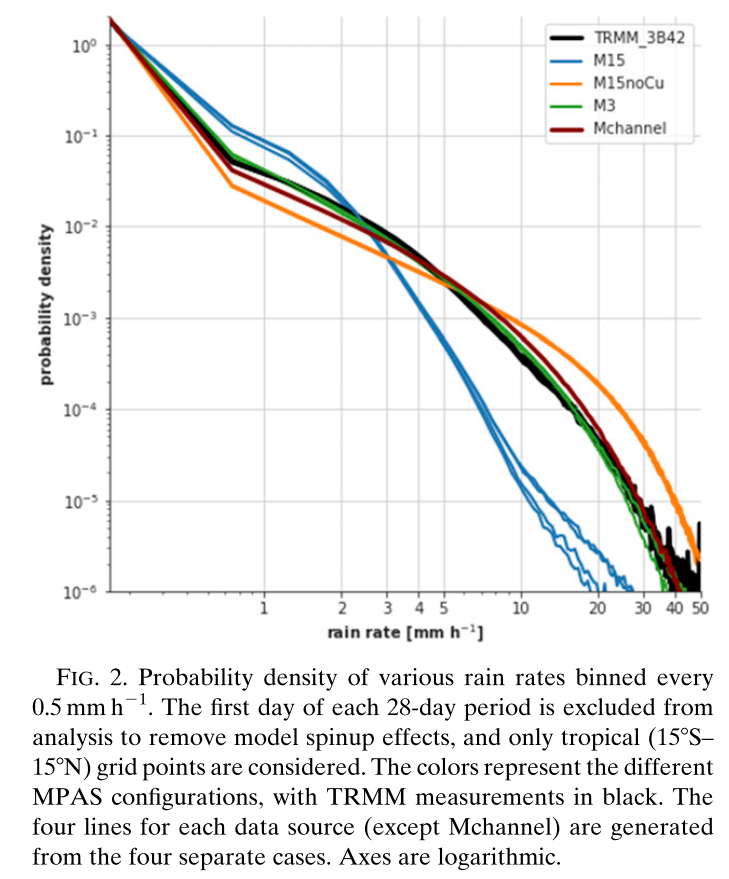 TRMM_3B42
M15
M15noCu
M3
Mchannel
10⁰
10⁻¹
10⁻²
10⁻³
10⁻⁴
10⁻⁵
10⁻⁶
probability density
1 2 3 4 5 10 20 30 40 50
rain rate [mm h⁻¹]
FIG. 2. Probability density of various rain rates binned every
0.5 mm h⁻¹. The first day of each 28-day period is excluded from
analysis to remove model spinup effects, and only tropical (15°S–
15°N) grid points are considered. The colors represent the different
MPAS configurations, with TRMM measurements in black. The
four lines for each data source (except Mchannel) are generated
from the four separate cases. Axes are logarithmic.